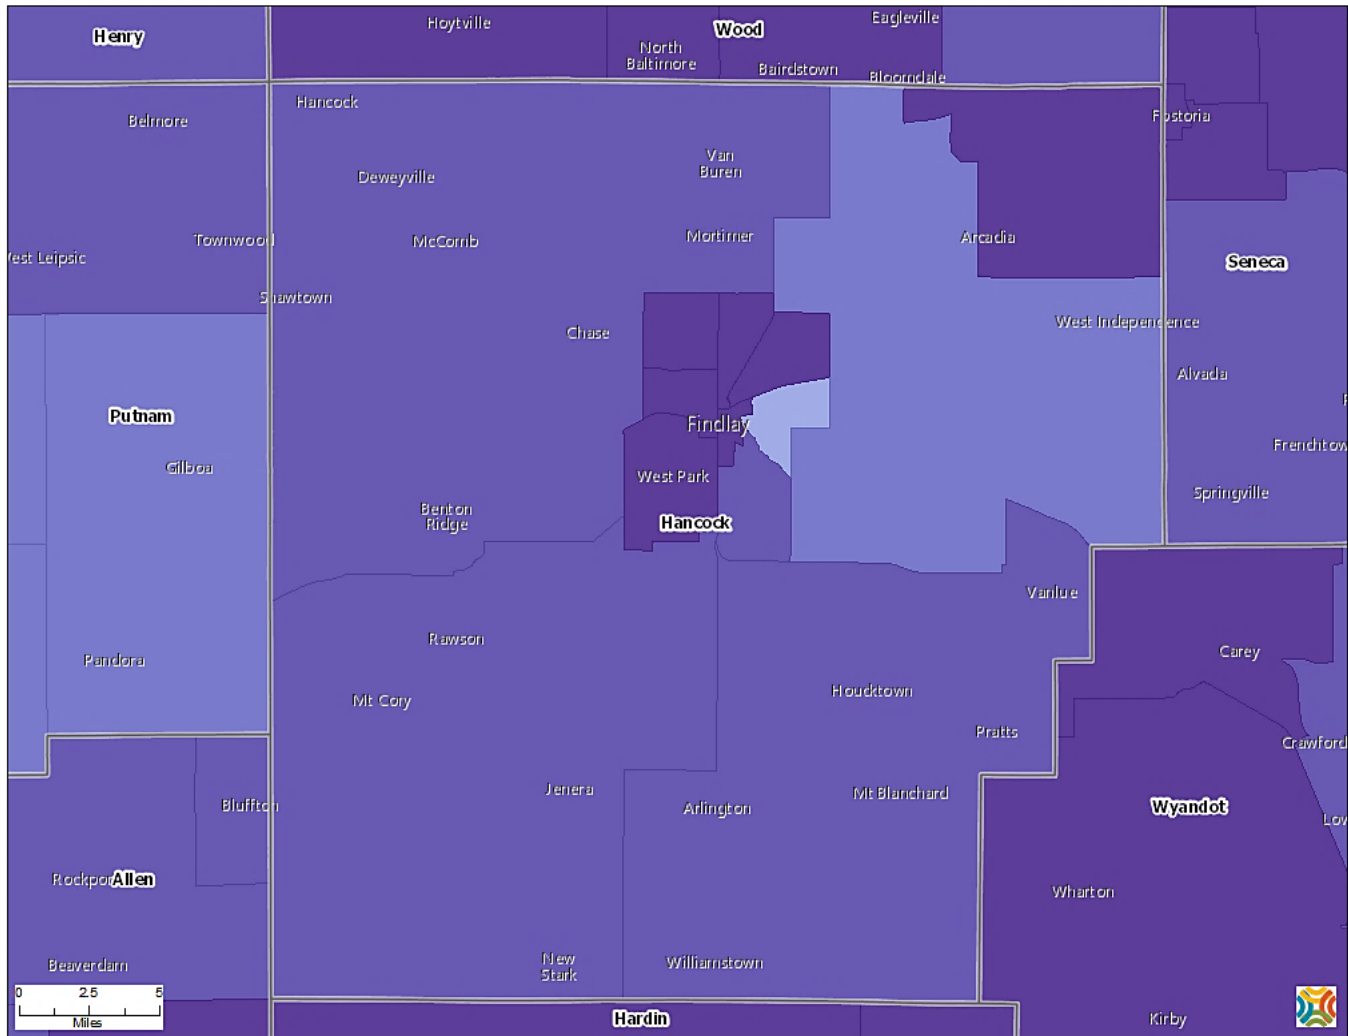 Hoytville
Eagleville
Henry
Wood
North
Baltimore
Bairdstown
Bloomdale
Hancock
Belmore
Fostoria
Van
Buren
Deweyville
Townwood
McComb
Mortimer
Arcadia
West Leipsic
Seneca
Shawtown
West Independence
Chase
Alvada
Putnam
Findlay
Frenchtow
Gilboa
West Park
Springville
Benton
Ridge
Hancock
Vanlue
Rawson
Carey
Pandora
Houcktown
Mt Cory
Pratts
Crawford
Jenera
Mt Blanchard
Bluffton
Arlington
Wyandot
Low
Rockpor
Allen
Wharton
Beaverdam
New
Stark
Williamstown
0 2.5 5
Miles
Hardin
Kirby